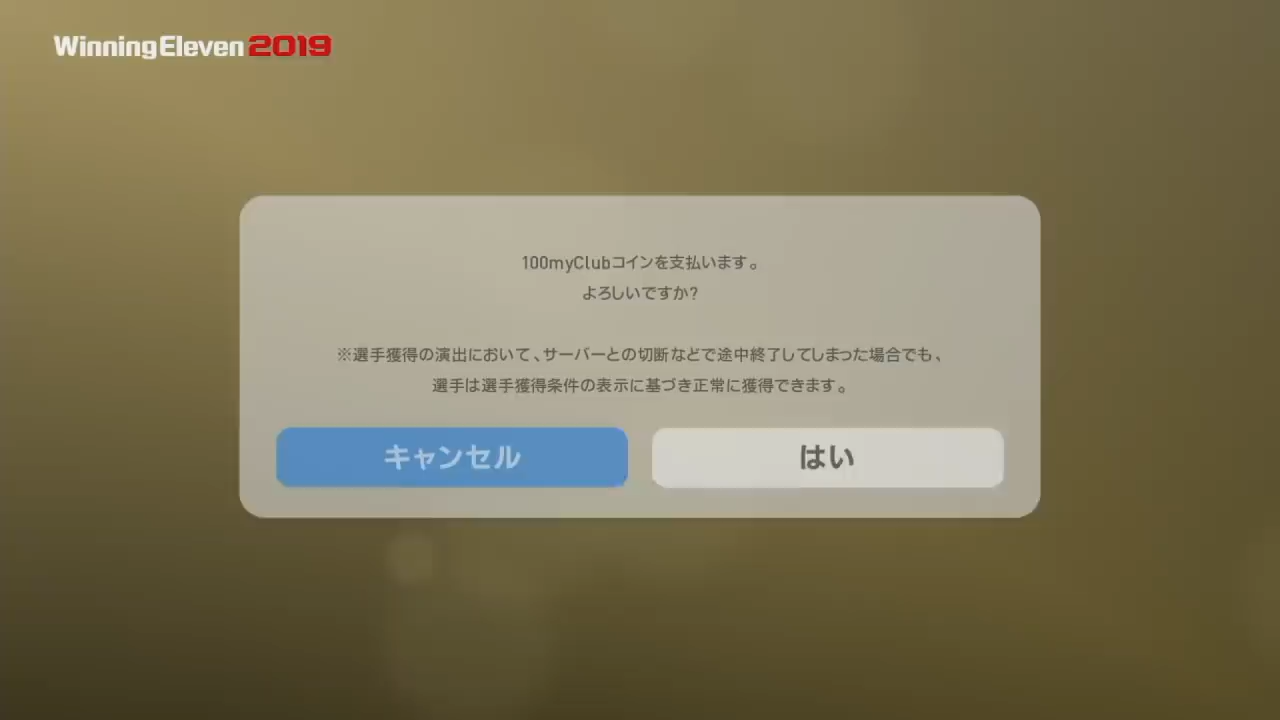 WinningEleven 2019
100myClubコインを支払います。
よろしいですか?
※選手獲得の演出において、サーバーとの切断などで途中終了してしまった場合でも、
選手は選手獲得条件の表示に基づき正常に獲得できます。
キャンセル
はい